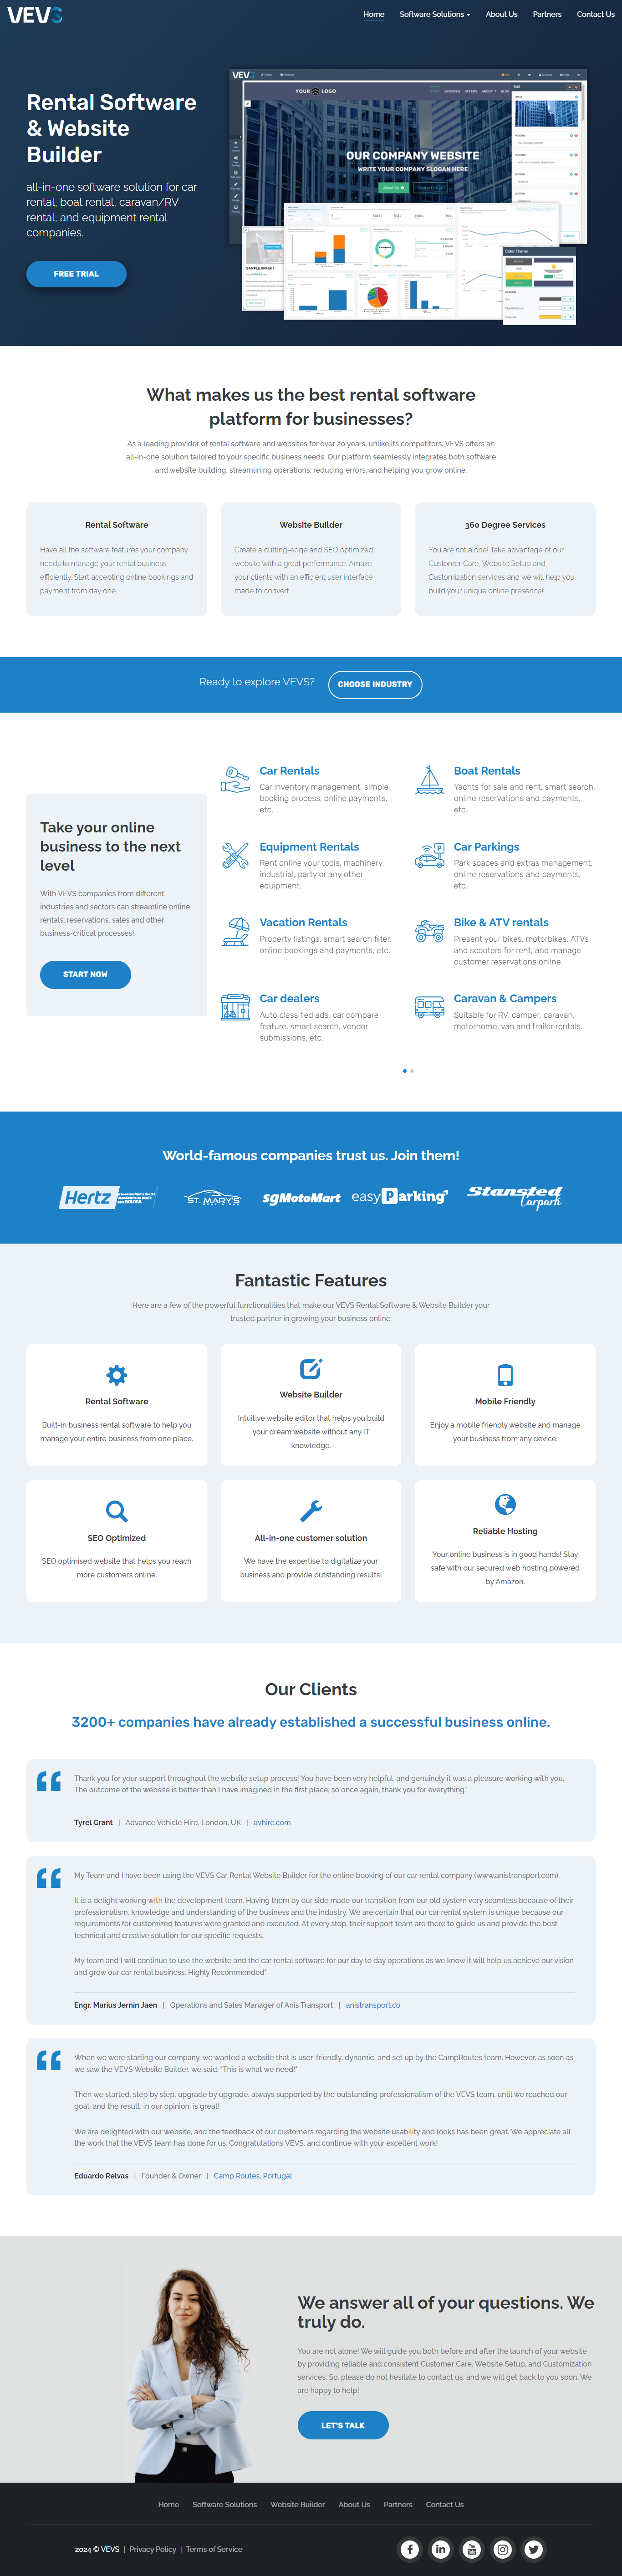 VEVS
Home
Software Solutions
About Us
Partners
Contact Us
Rental Software
& Website
Builder
all-in-one software solution for car
rental, boat rental, caravan/RV
rental, and equipment rental
companies.
FREE TRIAL
VEVS
YOUR LOGO
OUR COMPANY WEBSITE
WRITE YOUR COMPANY SLOGAN HERE
SAMPLE OFFER 1
What makes us the best rental software
platform for businesses?
As a leading provider of rental software and websites for over 20 years, unlike its competitors, VEVS offers an
all-in-one solution tailored to your specific business needs. Our platform seamlessly integrates both software
and website building, streamlining operations, reducing errors, and helping you grow online.
Rental Software
Have all the software features your company
needs to manage your rental business
efficiently. Start accepting online bookings and
payment from day one.
Website Builder
Create a cutting-edge and SEO optimized
website with a great performance. Amaze
your clients with an efficient user interface
made to convert.
360 Degree Services
You are not alone! Take advantage of our
Customer Care, Website Setup and
Customization services and we will help you
build your unique online presence!
Ready to explore VEVS?
CHOOSE INDUSTRY
Take your online
business to the next
level
With VEVS companies from different
industries and sectors can streamline online
rentals, reservations, sales and other
business-critical processes!
START NOW
Car Rentals
Car inventory management, simple
booking process, online payments,
etc.
Boat Rentals
Yachts for sale and rent, smart search,
online reservations and payments,
etc.
Equipment Rentals
Rent online your tools, machinery,
industrial, party or any other
equipment.
Car Parkings
Park spaces and extras management,
online reservations and payments,
etc.
Vacation Rentals
Property listings, smart search filter,
online bookings and payments, etc.
Bike & ATV rentals
Present your bikes, motorbikes, ATVs
and scooters for rent, and manage
customer reservations online.
Car dealers
Auto classified ads, car compare
feature, smart search, vendor
submissions, etc.
Caravan & Campers
Suitable for RV, camper, caravan,
motorhome, van and trailer rentals.
World-famous companies trust us. Join them!
Hertz
ST. MARYS
sgMotoMart
easyParking
Stansted
Carpark
Fantastic Features
Here are a few of the powerful functionalities that make our VEVS Rental Software & Website Builder your
trusted partner in growing your business online:
Rental Software
Built-in business rental software to help you
manage your entire business from one place.
Website Builder
Intuitive website editor that helps you build
your dream website without any IT
knowledge.
Mobile Friendly
Enjoy a mobile friendly website and manage
your business from any device.
SEO Optimized
SEO optimised website that helps you reach
more customers online.
All-in-one customer solution
We have the expertise to digitalize your
business and provide outstanding results!
Reliable Hosting
Your online business is in good hands! Stay
safe with our secured web hosting powered
by Amazon.
Our Clients
3200+ companies have already established a successful business online.
Thank you for your support throughout the website setup process! You have been very helpful, and genuinely it was a pleasure working with you.
The outcome of the website is better than I have imagined in the first place, so once again, thank you for everything."
Tyrel Grant | Advance Vehicle Hire, London, UK | avhire.com
My Team and I have been using the VEVS Car Rental Website Builder for the online booking of our car rental company (www.anistransport.com).
It is a delight working with the development team. Having them by our side made our transition from our old system very seamless because of their
professionalism, knowledge and understanding of the business and the industry. We are certain that our car rental system is unique because our
requirements for customized features were granted and executed. At every stop, their support team are there to guide us and provide the best
technical and creative solution for our specific requests.
My team and I will continue to use the website and the car rental software for our day to day operations as we know it will help us achieve our vision
and grow our car rental business. Highly Recommended"
Engr. Marius Jernin Jaen | Operations and Sales Manager of Anis Transport | anistransport.co
When we were starting our company, we wanted a website that is user-friendly, dynamic, and set up by the CampRoutes team. However, as soon as
we saw the VEVS Website Builder, we said: "This is what we need!"
Then we started, step by step, upgrade by upgrade, always supported by the outstanding professionalism of the VEVS team, until we reached our
goal, and the result, in our opinion, is great!
We are delighted with our website, and the feedback of our customers regarding the website usability and looks has been great. We appreciate all
the work that the VEVS team has done for us. Congratulations VEVS, and continue with your excellent work!
Eduardo Relvas | Founder & Owner | Camp Routes, Portugal
We answer all of your questions. We
truly do.
You are not alone! We will guide you both before and after the launch of your website
by providing reliable and consistent Customer Care, Website Setup, and Customization
services. So, please do not hesitate to contact us, and we will get back to you soon. We
are happy to help!
LET'S TALK
Home
Software Solutions
Website Builder
About Us
Partners
Contact Us
2024 © VEVS | Privacy Policy | Terms of Service